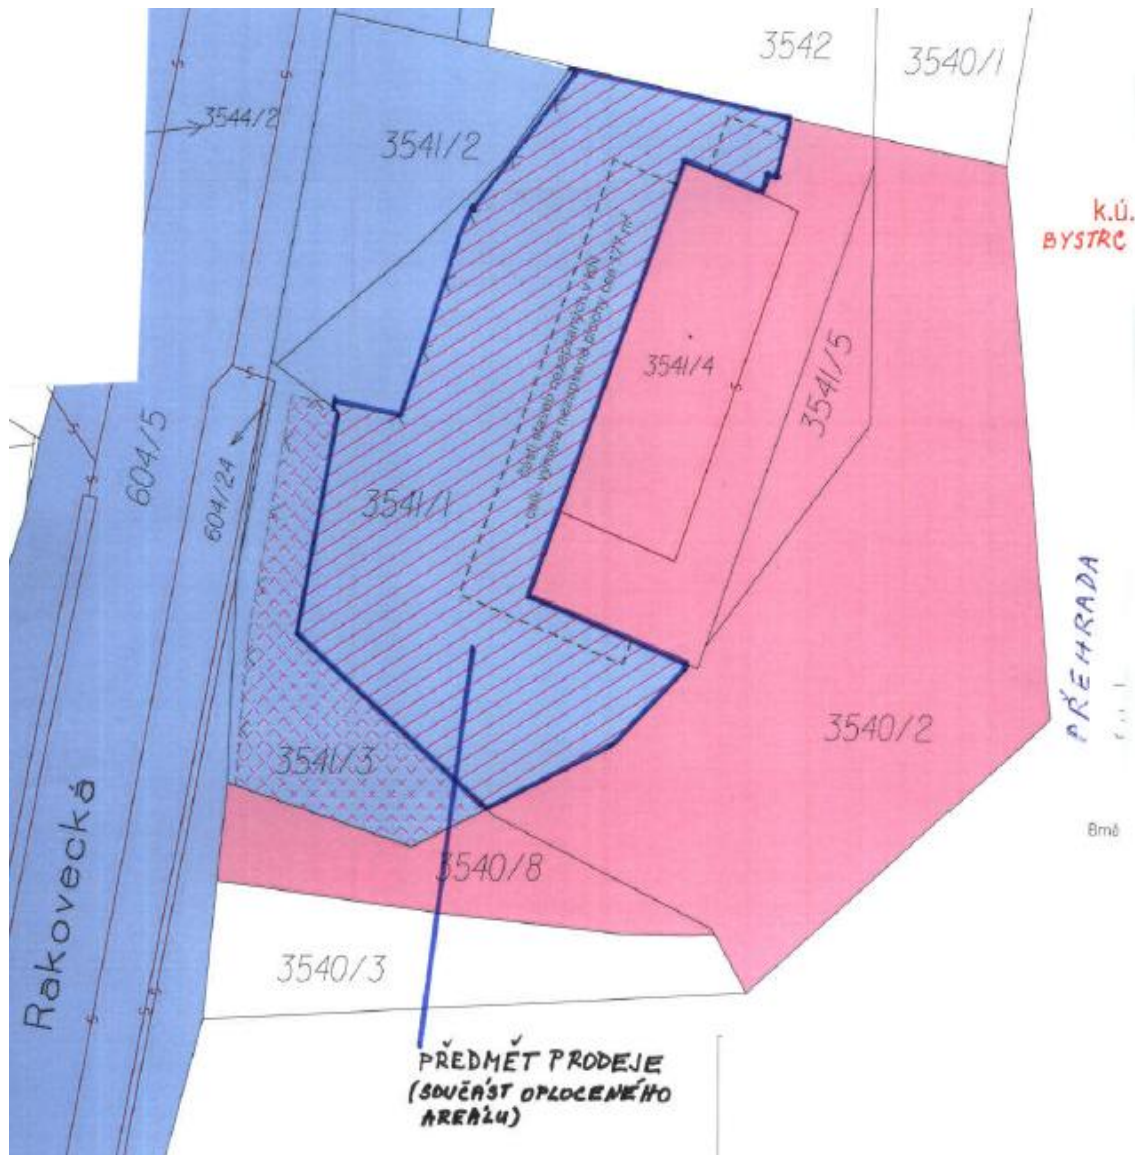 3542
3540/1
3544/2
3541/2
k.ú.
BYSTRC
3541/4
3541/5
604/5
604/24
3541/1
PŘEHRADA
3540/2
3541/3
Rakovecká
3540/8
3540/3
PŘEDMĚT PRODEJE
(SOUČÁST OPLOCENÉHO
AREÁLU)